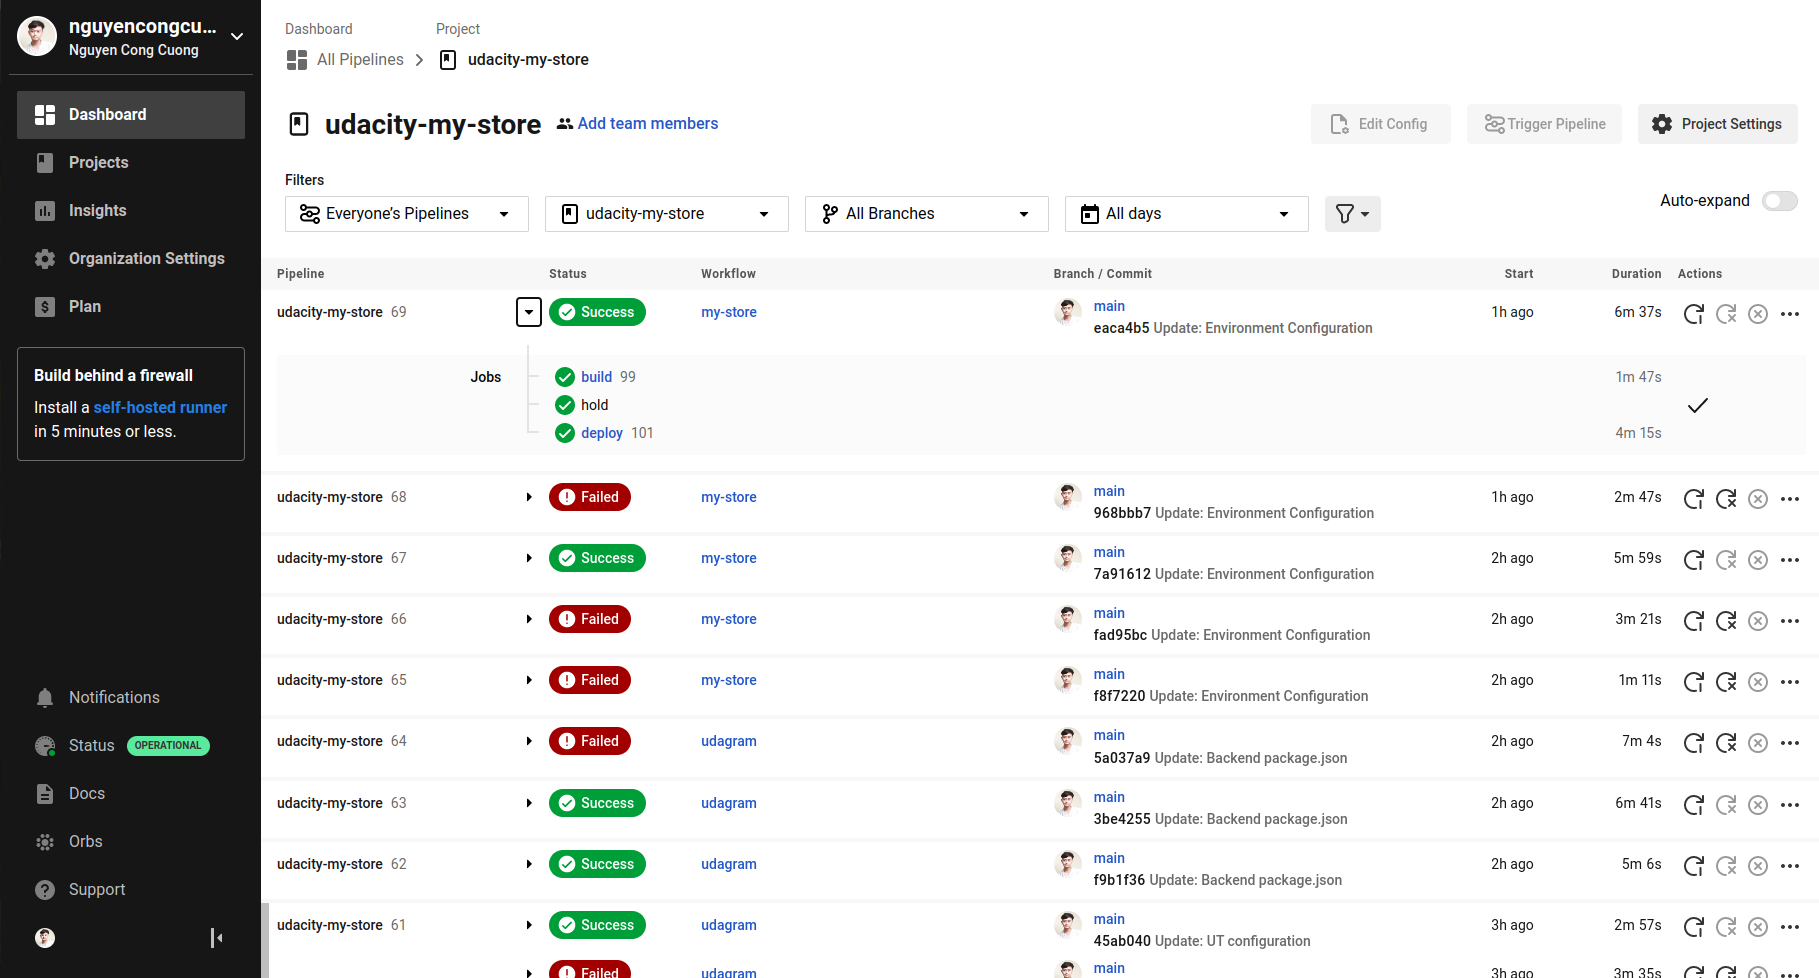 nguyencongcu...
Nguyen Cong Cuong
Dashboard
Projects
Insights
Organization Settings
Plan
Build behind a firewall
Install a self-hosted runner
in 5 minutes or less.
Notifications
Status OPERATIONAL
Docs
Orbs
Support
Dashboard Project
All Pipelines udacity-my-store
udacity-my-store Add team members
Edit Config Trigger Pipeline Project Settings
Filters
Everyone's Pipelines udacity-my-store All Branches All days
Auto-expand
Pipeline Status Workflow Branch / Commit Start Duration Actions
udacity-my-store 69 Success my-store main 1h ago 6m 37s
eaca4b5 Update: Environment Configuration
Jobs build 99 1m 47s
hold
deploy 101 4m 15s
udacity-my-store 68 Failed my-store main 1h ago 2m 47s
968bbb7 Update: Environment Configuration
udacity-my-store 67 Success my-store main 2h ago 5m 59s
7a91612 Update: Environment Configuration
udacity-my-store 66 Failed my-store main 2h ago 3m 21s
fad95bc Update: Environment Configuration
udacity-my-store 65 Failed my-store main 2h ago 1m 11s
f8f7220 Update: Environment Configuration
udacity-my-store 64 Failed udagram main 2h ago 7m 4s
5a037a9 Update: Backend package.json
udacity-my-store 63 Success udagram main 2h ago 6m 41s
3be4255 Update: Backend package.json
udacity-my-store 62 Success udagram main 2h ago 5m 6s
f9b1f36 Update: Backend package.json
udacity-my-store 61 Success udagram main 3h ago 2m 57s
45ab040 Update: UT configuration
Failed udagram main 3h ago 3m 35s